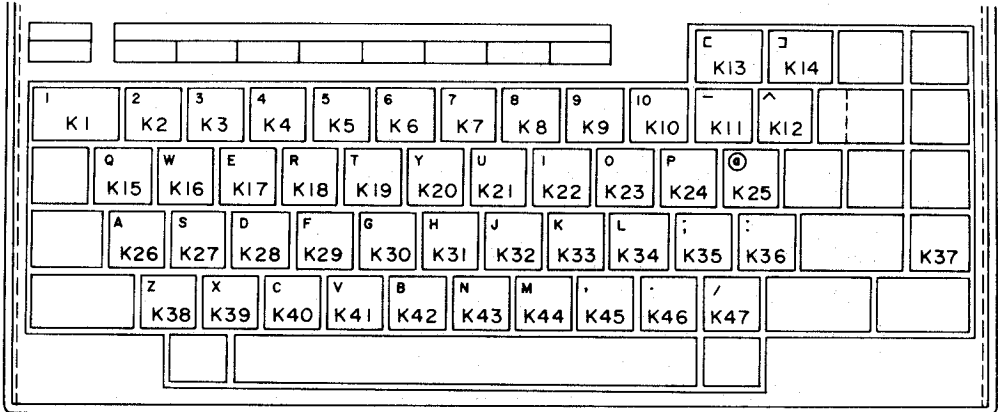 ⊏ ⊐
K13 K14
1 2 3 4 5 6 7 8 9 10 - ^
K1 K2 K3 K4 K5 K6 K7 K8 K9 K10 K11 K12
Q W E R T Y U I O P @
K15 K16 K17 K18 K19 K20 K21 K22 K23 K24 K25
A S D F G H J K L ; :
K26 K27 K28 K29 K30 K31 K32 K33 K34 K35 K36 K37
Z X C V B N M , . /
K38 K39 K40 K41 K42 K43 K44 K45 K46 K47